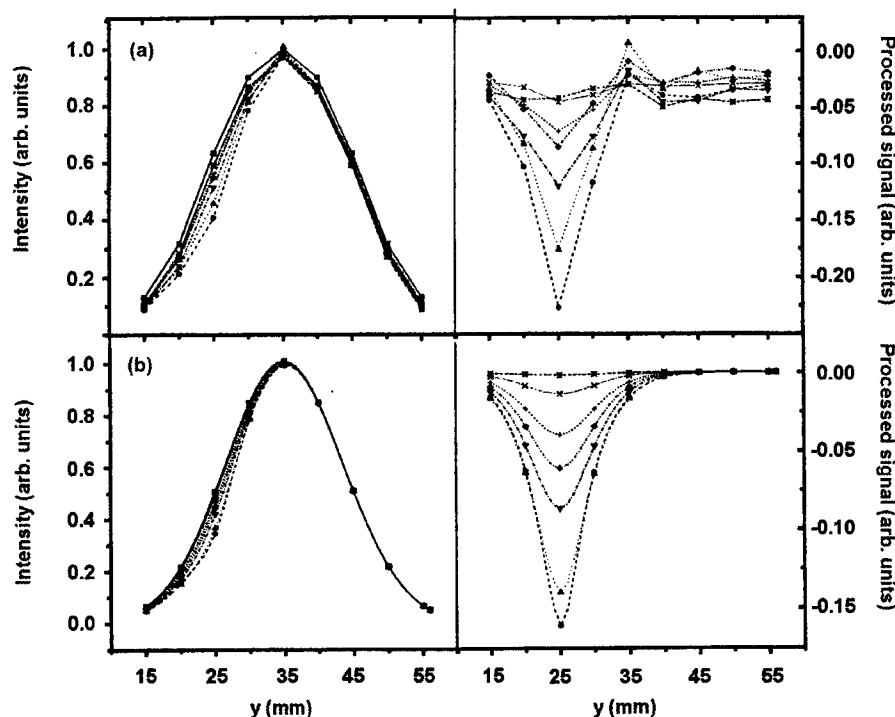 (a)
Intensity (arb. units)
1.0
0.8
0.6
0.4
0.2
0.00
-0.05
-0.10
-0.15
-0.20
Processed signal (arb. units)
(b)
Intensity (arb. units)
1.0
0.8
0.6
0.4
0.2
0.0
0.00
-0.05
-0.10
-0.15
Processed signal (arb. units)
15 25 35 45 55
15 25 35 45 55
y (mm)
y (mm)